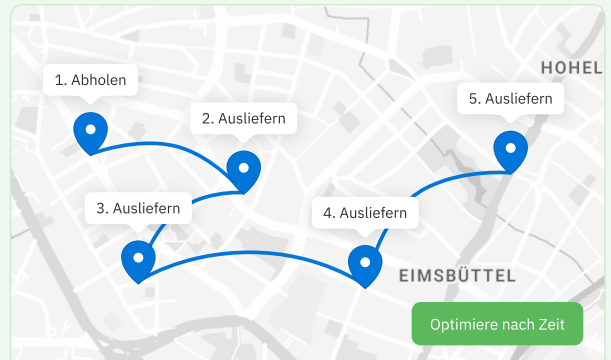 HOHEL
1. Abholen
5. Ausliefern
2. Ausliefern
3. Ausliefern
4. Ausliefern
EIMSBÜTTEL
Optimiere nach Zeit